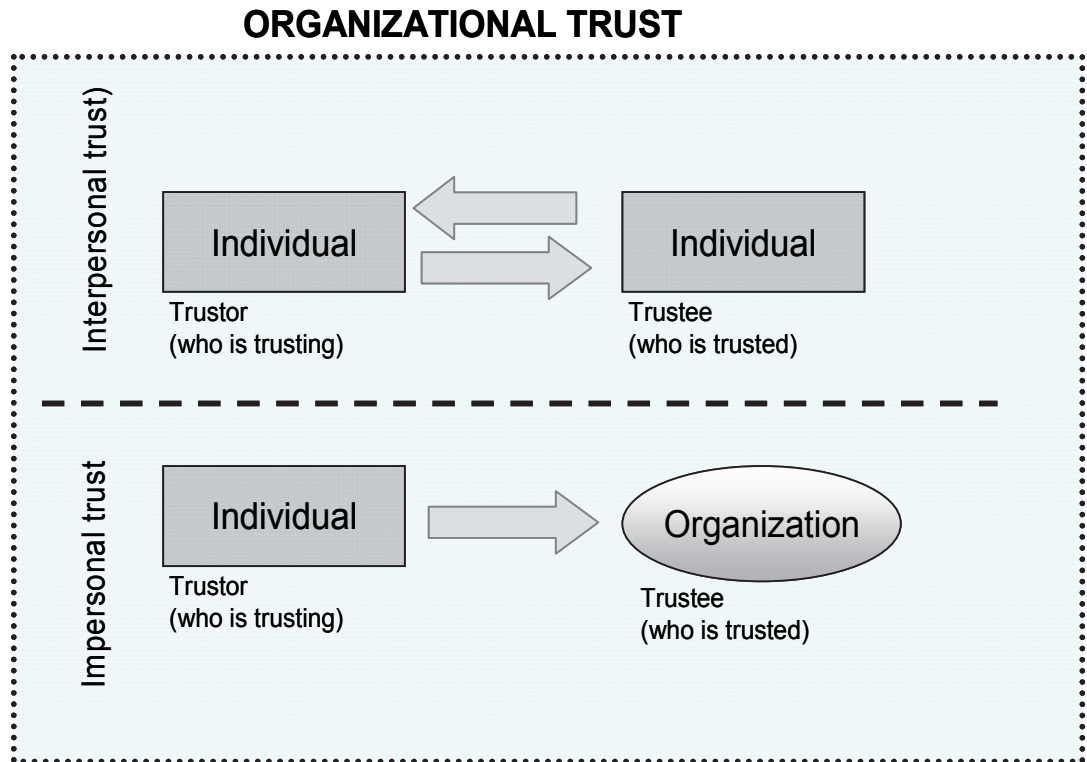 ORGANIZATIONAL TRUST
Interpersonal trust)
Individual
Trustor
(who is trusting)
Individual
Trustee
(who is trusted)
Impersonal trust
Individual
Trustor
(who is trusting)
Organization
Trustee
(who is trusted)